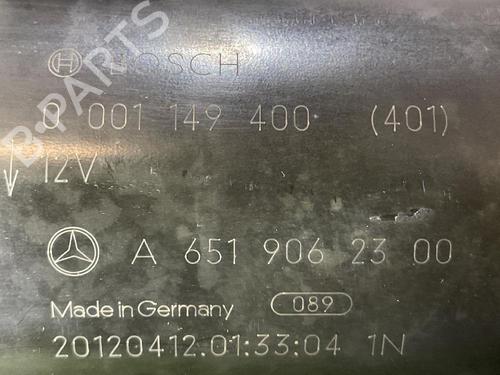 BOSCH
0 001 149 400 (401)
12V
A 651 906 23 00
Made in Germany 089
20120412.01:33:04 1N